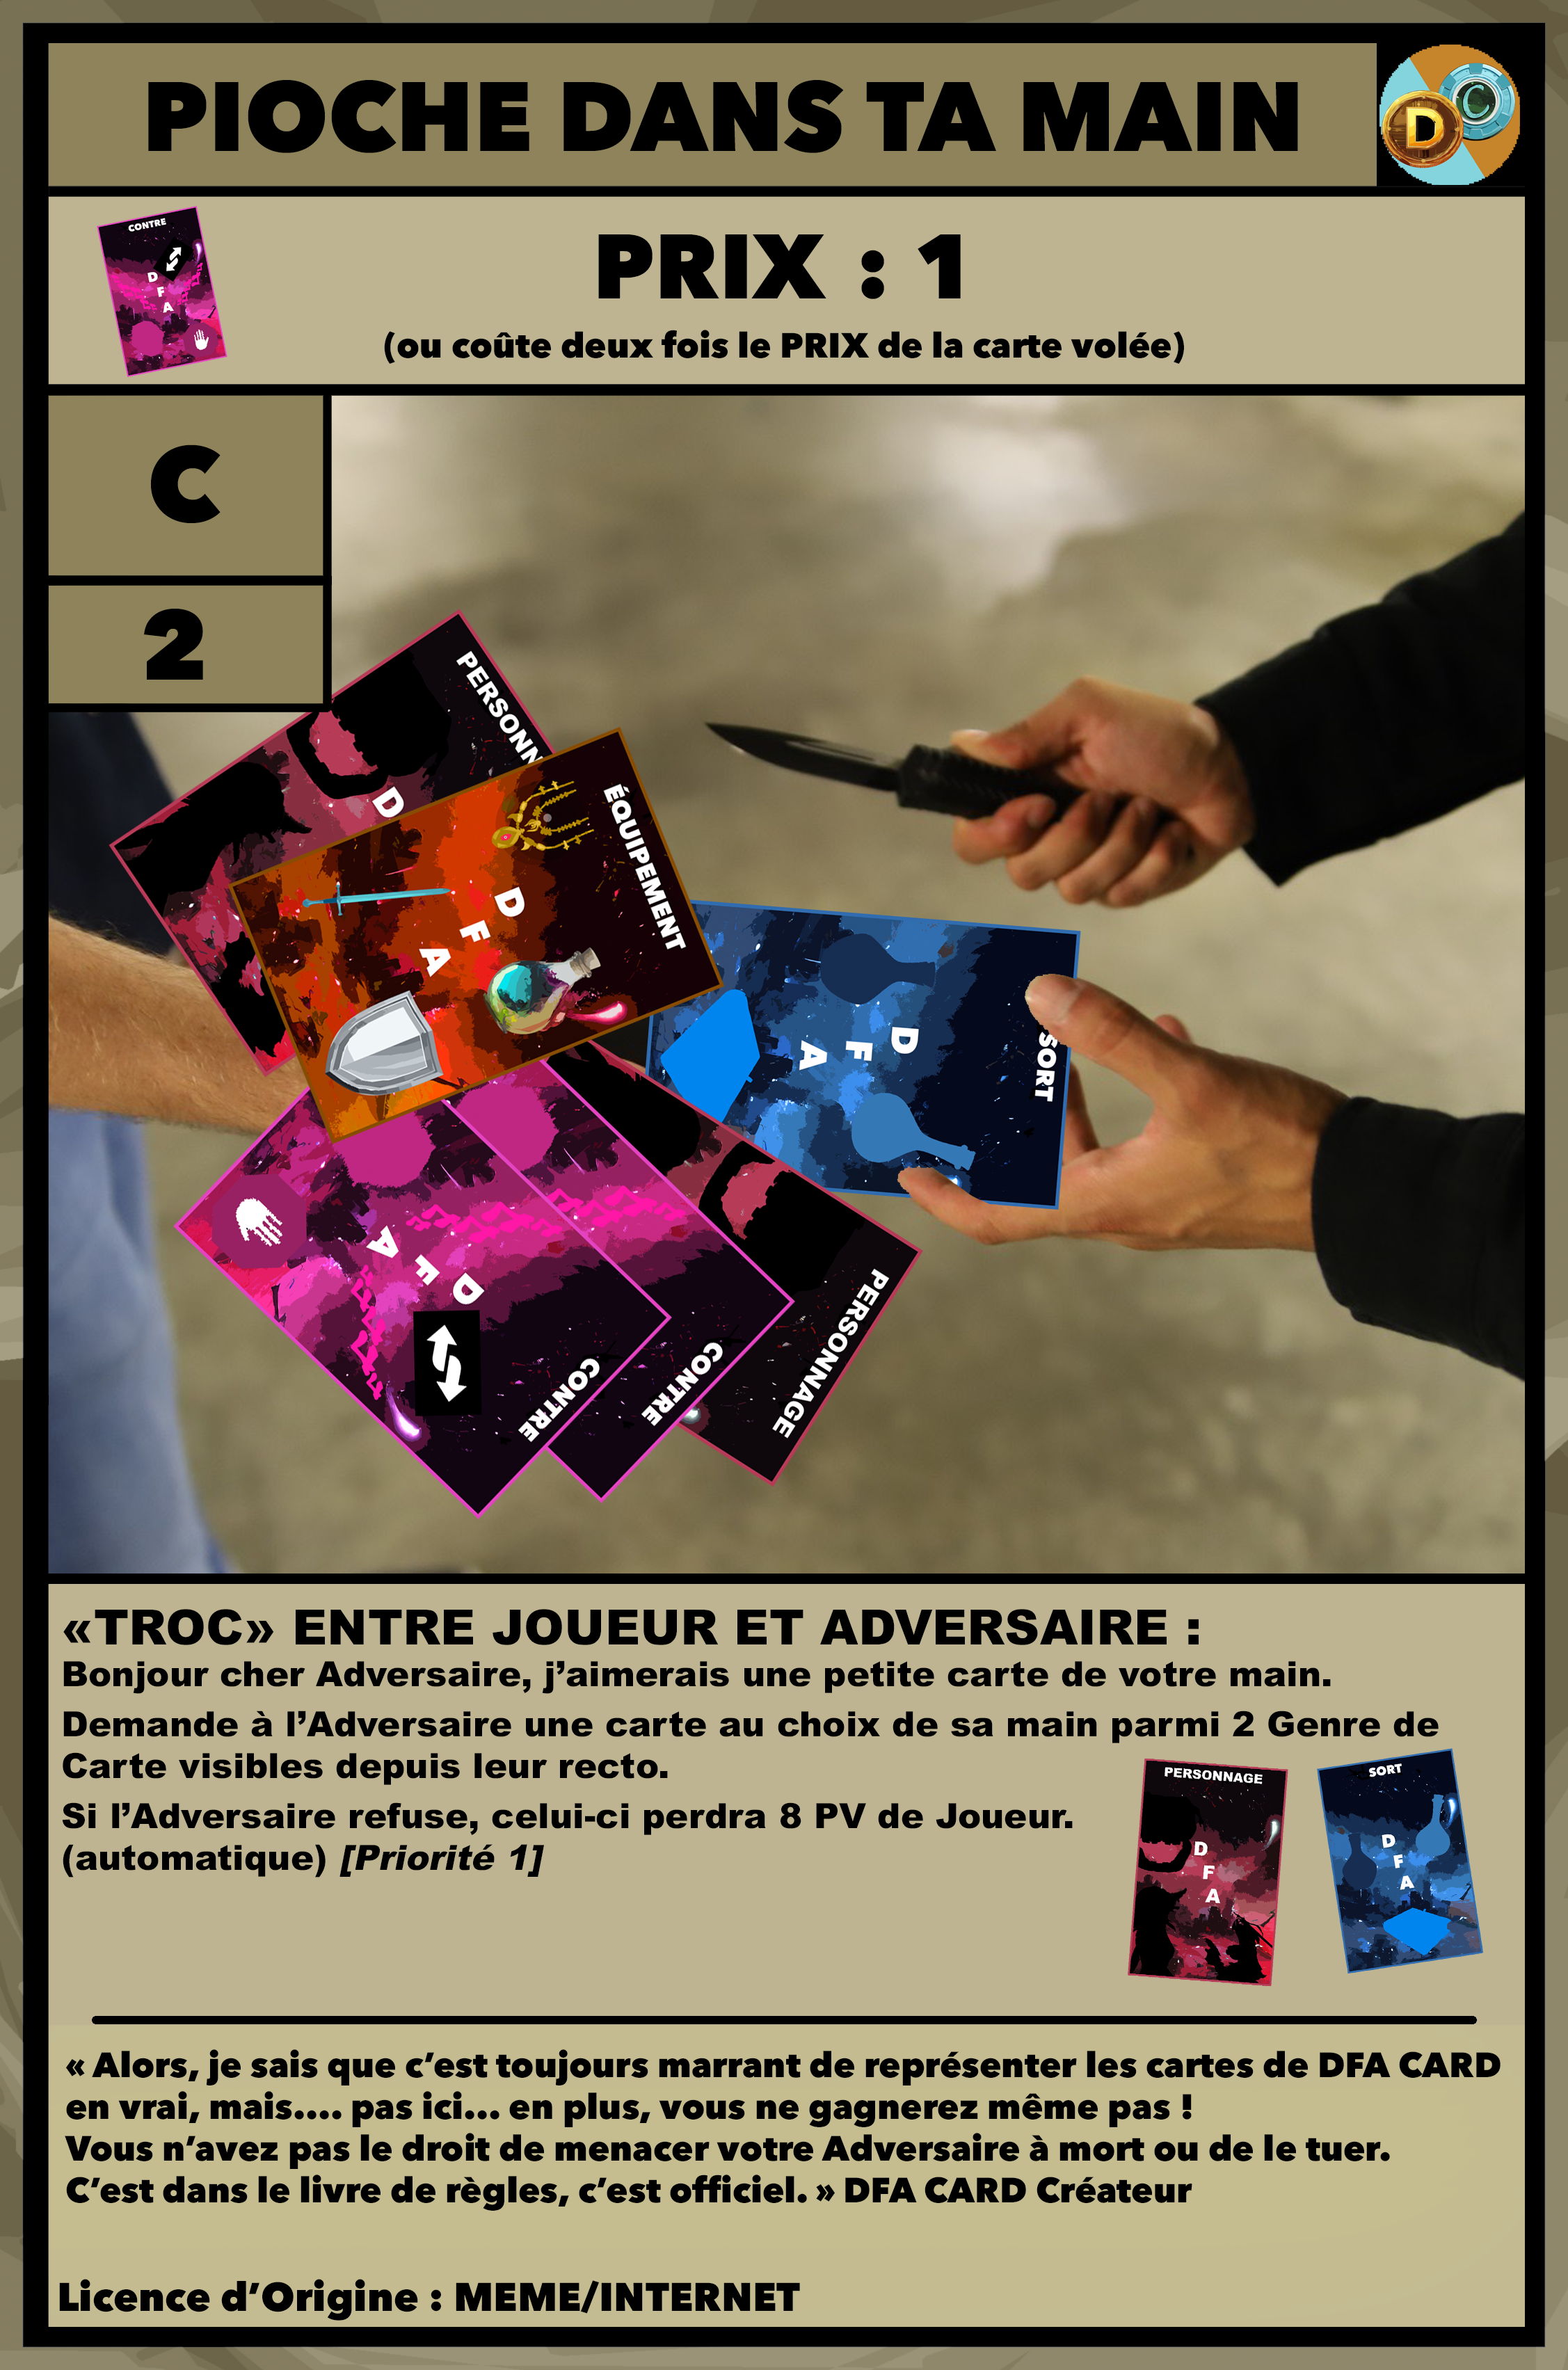 PIOCHE DANS TA MAIN
D
C
CONTRE
D
F
A
PRIX : 1
(ou coûte deux fois le PRIX de la carte volée)
C
2
PERSONN
D
ÉQUIPEMENT
D
F
A
SORT
D
F
A
D
F
A
CONTRE
CONTRE
PERSONNAGE
«TROC» ENTRE JOUEUR ET ADVERSAIRE :
Bonjour cher Adversaire, j’aimerais une petite carte de votre main.
Demande à l’Adversaire une carte au choix de sa main parmi 2 Genre de
Carte visibles depuis leur recto.
Si l’Adversaire refuse, celui-ci perdra 8 PV de Joueur.
(automatique) [Priorité 1]
PERSONNAGE
D
F
A
SORT
D
F
A
« Alors, je sais que c’est toujours marrant de représenter les cartes de DFA CARD
en vrai, mais.... pas ici... en plus, vous ne gagnerez même pas !
Vous n’avez pas le droit de menacer votre Adversaire à mort ou de le tuer.
C’est dans le livre de règles, c’est officiel. » DFA CARD Créateur
Licence d’Origine : MEME/INTERNET